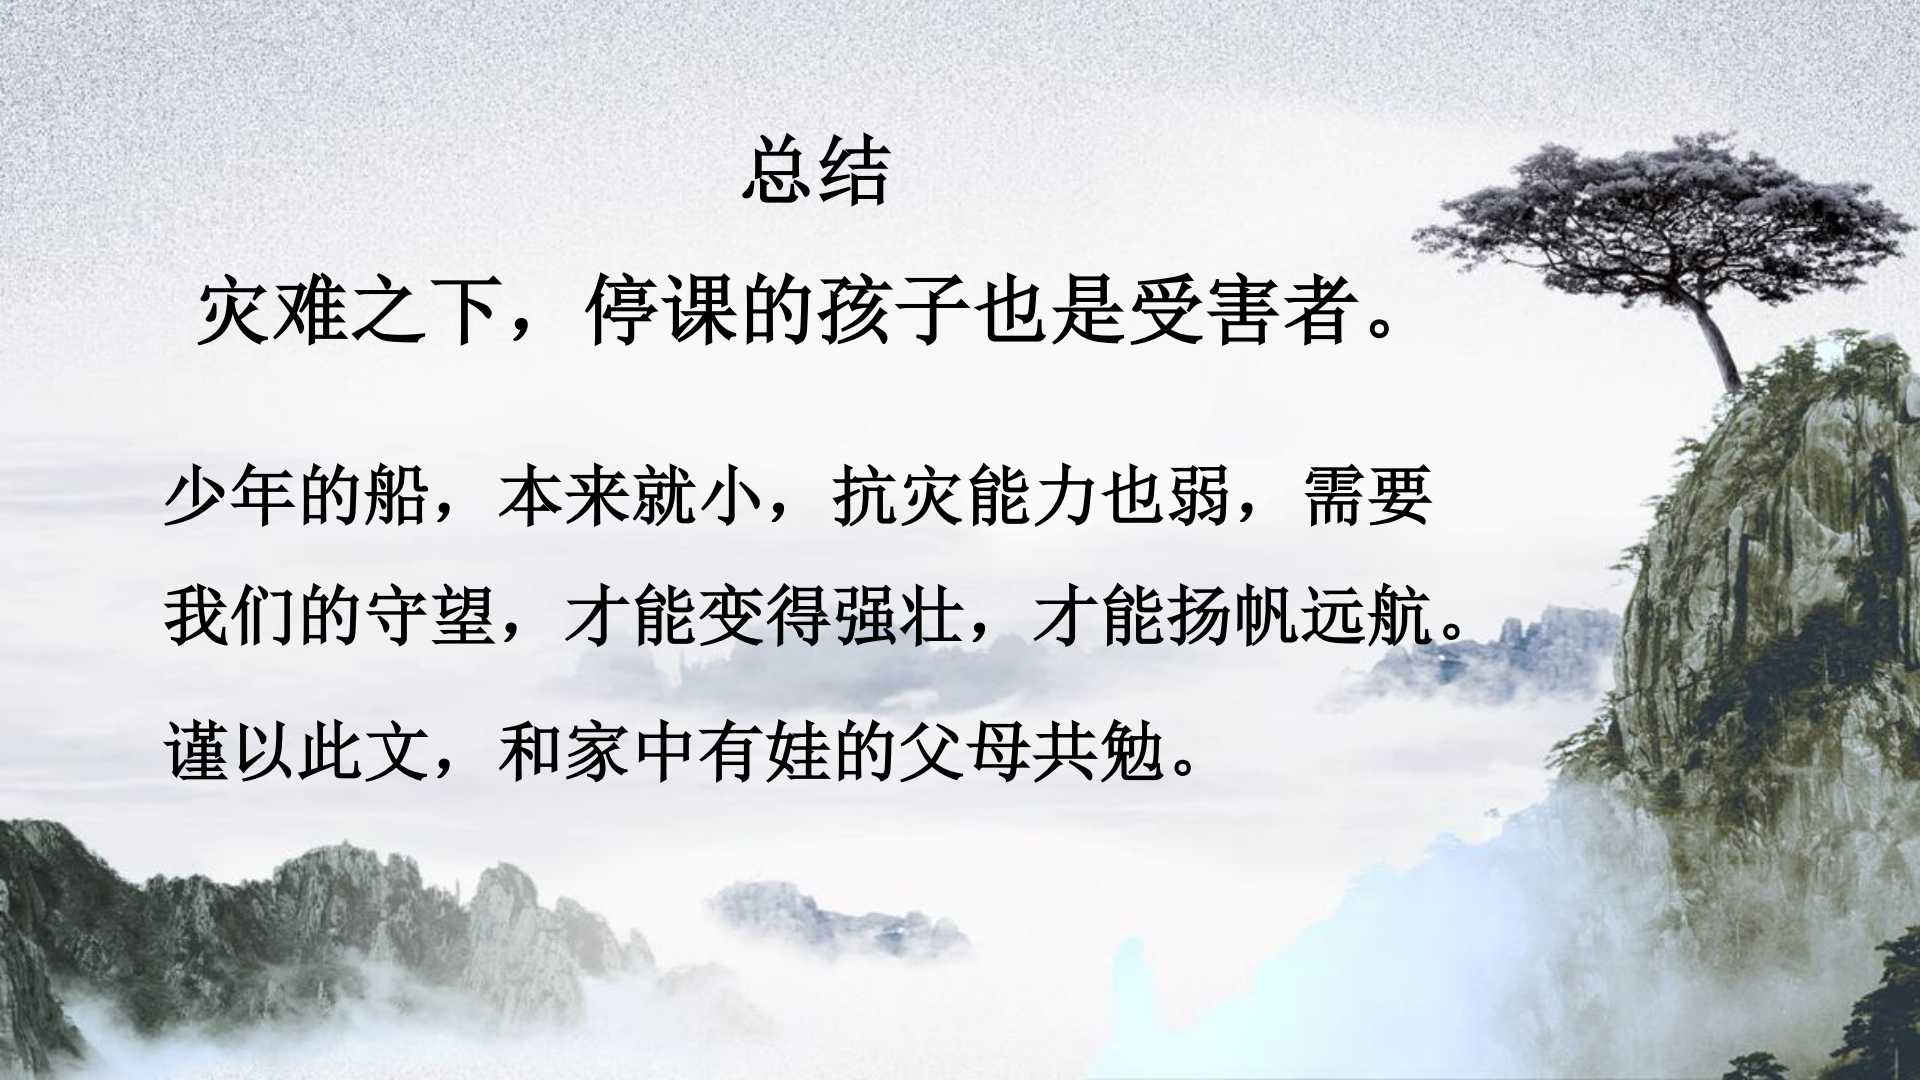 总结
灾难之下，停课的孩子也是受害者。
少年的船，本来就小，抗灾能力也弱，需要
我们的守望，才能变得强壮，才能扬帆远航。
谨以此文，和家中有娃的父母共勉。